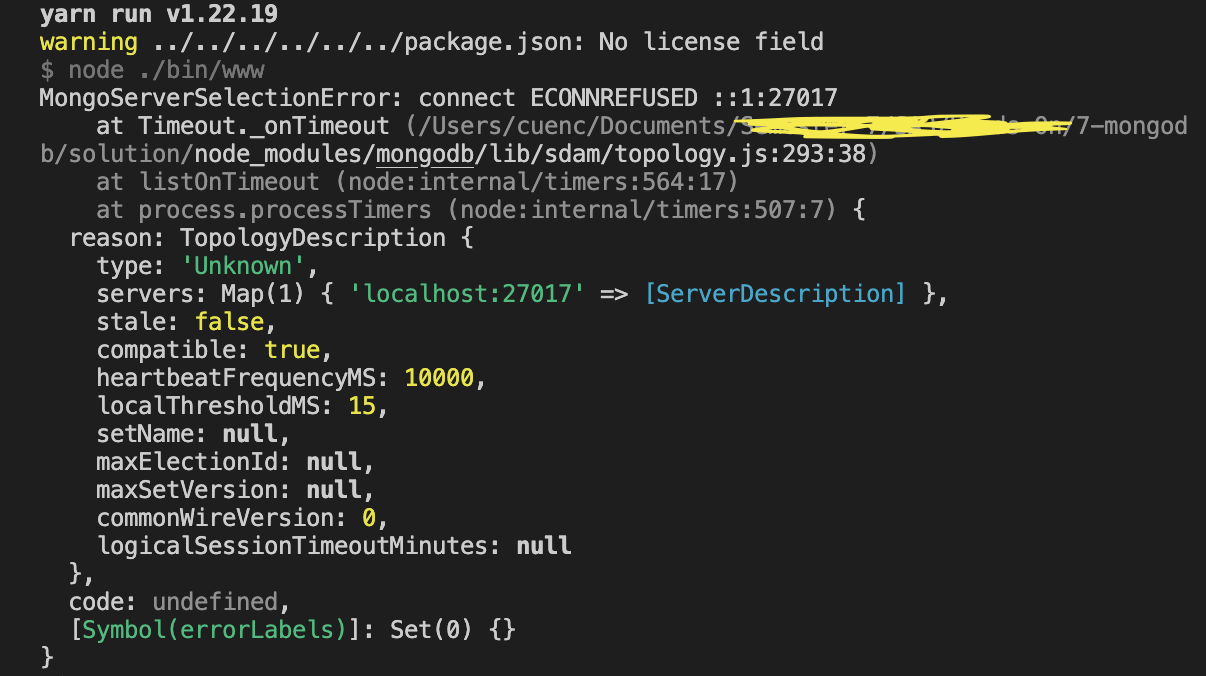 yarn run v1.22.19
warning ../../../../../../package.json: No license field
$ node ./bin/www
MongoServerSelectionError: connect ECONNREFUSED ::1:27017
at Timeout._onTimeout (/Users/cuenc/Documents/ /7-mongod
b/solution/node_modules/mongodb/lib/sdam/topology.js:293:38)
at listOnTimeout (node:internal/timers:564:17)
at process.processTimers (node:internal/timers:507:7) {
reason: TopologyDescription {
type: 'Unknown',
servers: Map(1) { 'localhost:27017' => [ServerDescription] },
stale: false,
compatible: true,
heartbeatFrequencyMS: 10000,
localThresholdMS: 15,
setName: null,
maxElectionId: null,
maxSetVersion: null,
commonWireVersion: 0,
logicalSessionTimeoutMinutes: null
},
code: undefined,
[Symbol(errorLabels)]: Set(0) {}
}